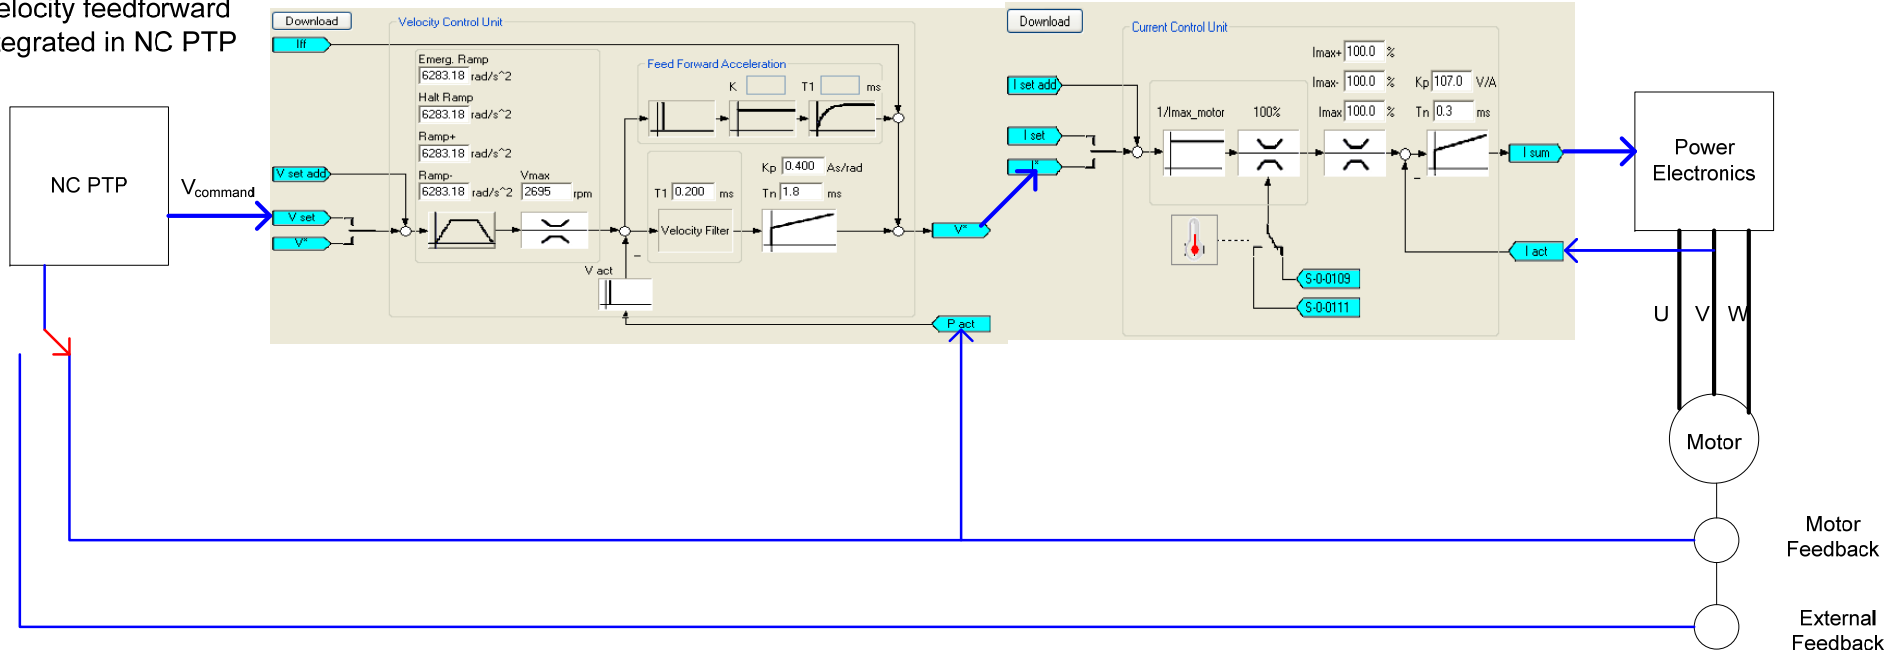 elocity feedforward
tegrated in NC PTP
NC PTP
Vcommand
Download
Velocity Control Unit
Iff
Emerg. Ramp
6283.18 rad/s^2
Halt Ramp
6283.18 rad/s^2
Ramp+
6283.18 rad/s^2
Ramp-
6283.18 rad/s^2
Vmax
2695 rpm
V set add
V set
V*
Feed Forward Acceleration
K
T1 ms
Kp 0.400 As/rad
T1 0.200 ms
Tn 1.8 ms
Velocity Filter
V act
V*
P act
Download
Current Control Unit
I set add
I set
Imax+ 100.0 %
Imax- 100.0 %
Imax 100.0 %
Kp 107.0 V/A
Tn 0.3 ms
1/Imax_motor
100%
I sum
I act
S-0-0109
S-0-0111
Power
Electronics
U V W
Motor
Motor
Feedback
External
Feedback